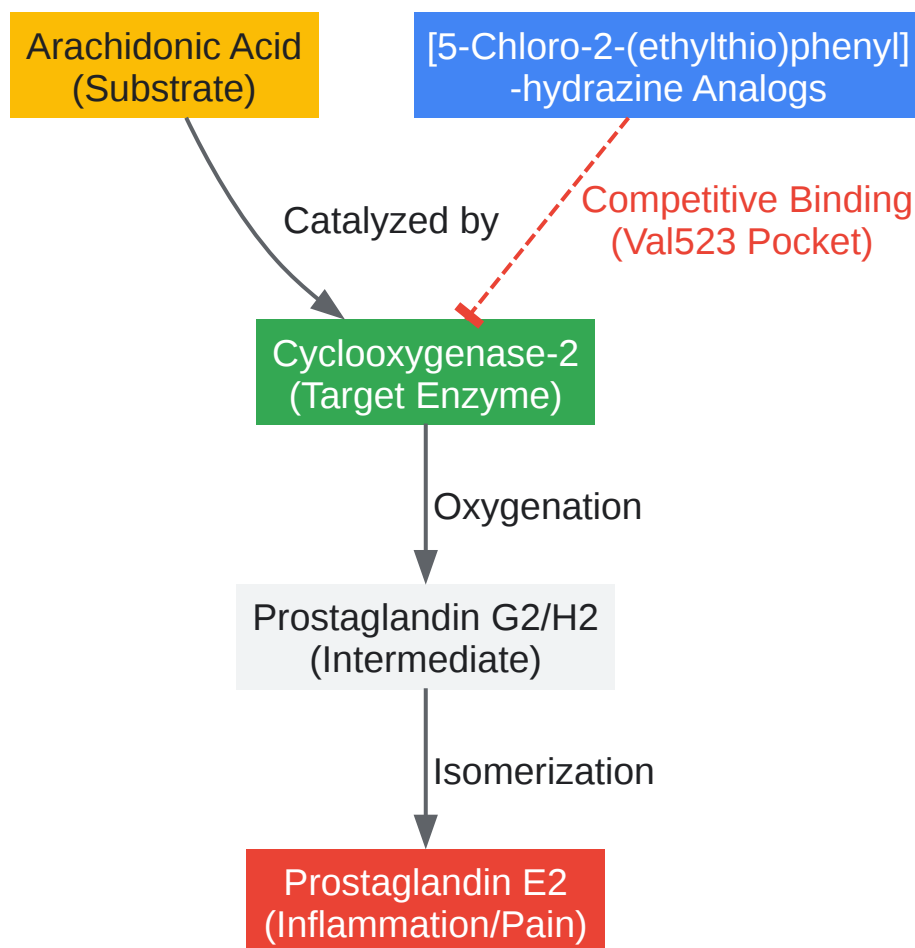 Arachidonic Acid
(Substrate)
[5-Chloro-2-(ethylthio)phenyl]
-hydrazine Analogs
Catalyzed by
Competitive Binding
(Val523 Pocket)
Cyclooxygenase-2
(Target Enzyme)
Oxygenation
Prostaglandin G2/H2
(Intermediate)
Isomerization
Prostaglandin E2
(Inflammation/Pain)